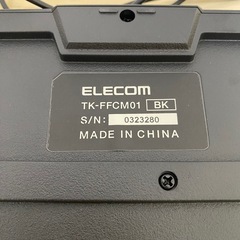 ELECOM
TK-FFCM01 BK
S/N: 0323280
MADE IN CHINA